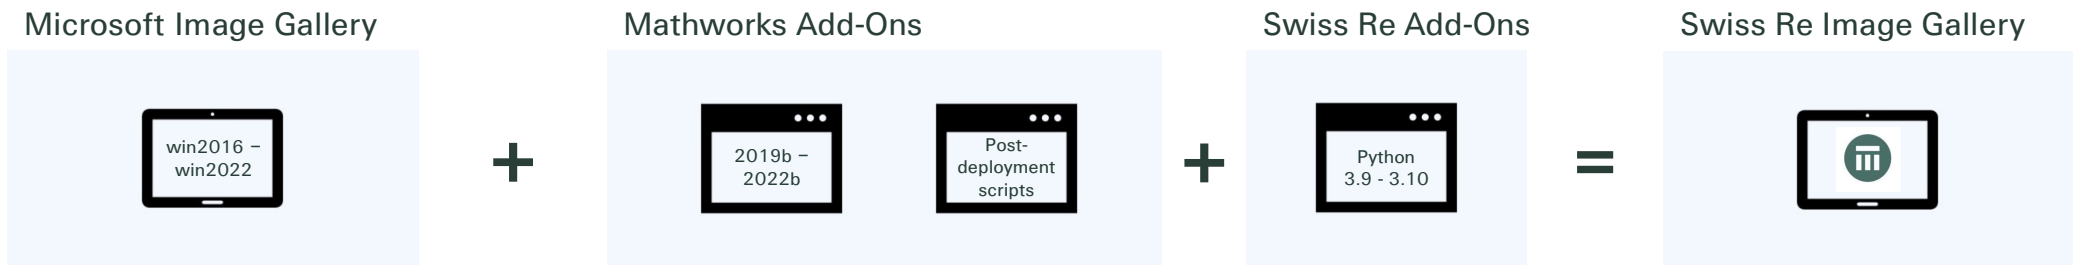 Microsoft Image Gallery
Mathworks Add-Ons
Swiss Re Add-Ons
Swiss Re Image Gallery
win2016 –
win2022
+
2019b –
2022b
Post-
deployment
scripts
+
Python
3.9 - 3.10
=